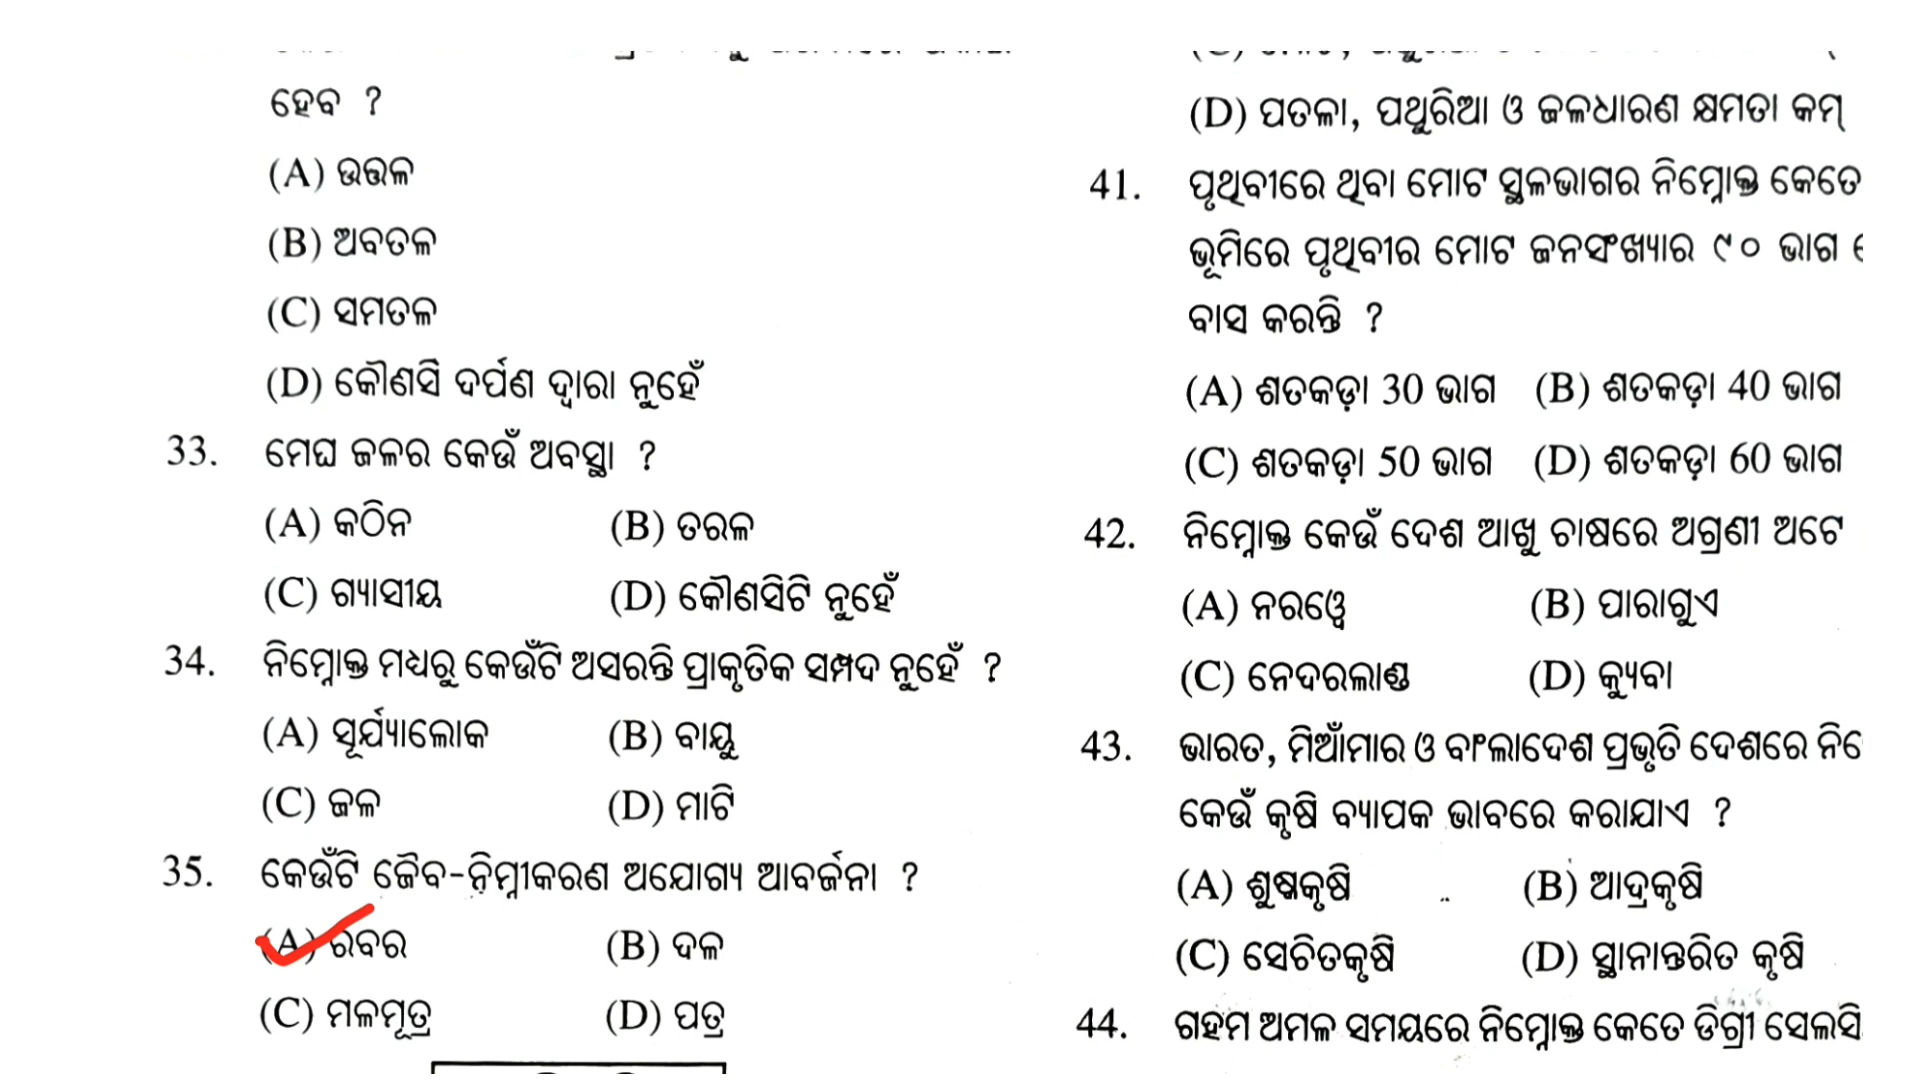 ହେବ ?
(A) ଉତ୍ତଳ
(B) ଅବତଳ
(C) ସମତଳ
(D) କୌଣସି ଦର୍ପଣ ଦ୍ୱାରା ନୁହେଁ
33. ମେଘ ଜଳର କେଉଁ ଅବସ୍ଥା ?
(A) କଠିନ (B) ତରଳ
(C) ଗ୍ୟାସୀୟ (D) କୌଣସିଟି ନୁହେଁ
34. ନିମ୍ନୋକ୍ତ ମଧ୍ୟରୁ କେଉଁଟି ଅସରନ୍ତି ପ୍ରାକୃତିକ ସମ୍ପଦ ନୁହେଁ ?
(A) ସୂର୍ଯ୍ୟାଲୋକ (B) ବାୟୁ
(C) ଜଳ (D) ମାଟି
35. କେଉଁଟି ଜୈବ-ନିମ୍ନୀକରଣ ଅଯୋଗ୍ୟ ଆବର୍ଜନା ?
(A) ରବର (B) ଦଳ
(C) ମଳମୂତ୍ର (D) ପତ୍ର
(D) ପତଳା, ପଥୁରିଆ ଓ ଜଳଧାରଣ କ୍ଷମତା କମ୍
41. ପୃଥିବୀରେ ଥିବା ମୋଟ ସ୍ଥଳଭାଗର ନିମ୍ନୋକ୍ତ କେତେ
ଭୂମିରେ ପୃଥିବୀର ମୋଟ ଜନସଂଖ୍ୟାର ୯୦ ଭାଗ
ବାସ କରନ୍ତି ?
(A) ଶତକଡ଼ା 30 ଭାଗ (B) ଶତକଡ଼ା 40 ଭାଗ
(C) ଶତକଡ଼ା 50 ଭାଗ (D) ଶତକଡ଼ା 60 ଭାଗ
42. ନିମ୍ନୋକ୍ତ କେଉଁ ଦେଶ ଆଖୁ ଚାଷରେ ଅଗ୍ରଣୀ ଅଟେ
(A) ନରୱେ (B) ପାରାଗୁଏ
(C) ନେଦରଲାଣ୍ଡ (D) କ୍ୟୁବା
43. ଭାରତ, ମିଆଁମାର ଓ ବାଂଲାଦେଶ ପ୍ରଭୃତି ଦେଶରେ
କେଉଁ କୃଷି ବ୍ୟାପକ ଭାବରେ କରାଯାଏ ?
(A) ଶୁଷ୍କକୃଷି (B) ଆଦ୍ରକୃଷି
(C) ସେଚିତକୃଷି (D) ସ୍ଥାନାନ୍ତରିତ କୃଷି
44. ଗହମ ଅମଳ ସମୟରେ ନିମ୍ନୋକ୍ତ କେତେ ଡିଗ୍ରୀ ସେଲସି